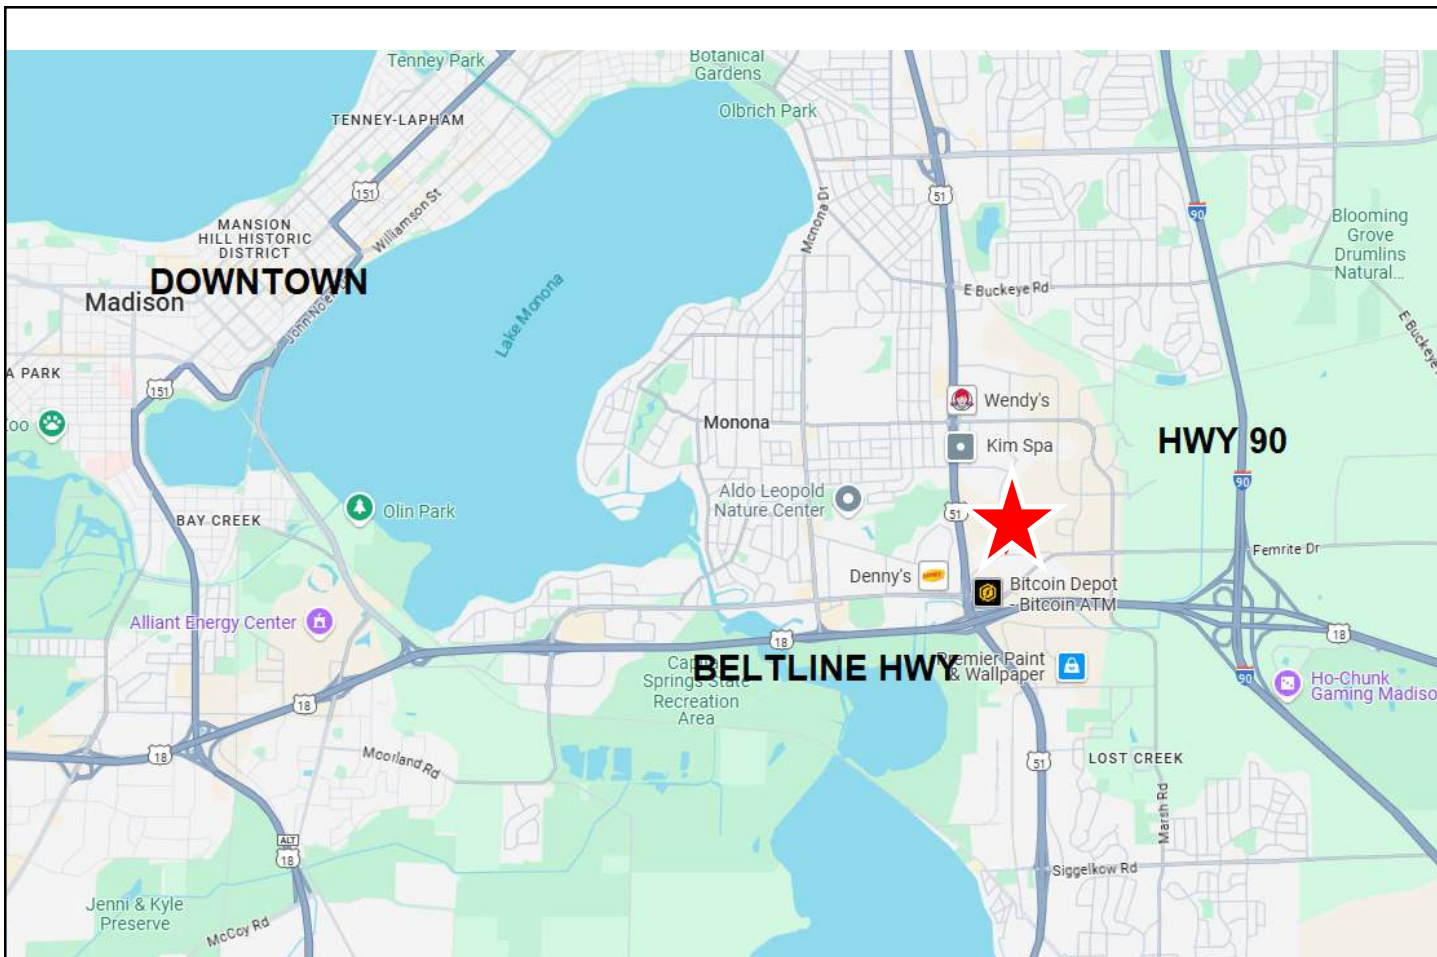 Tenney Park
Botanical
Gardens
Olbrich Park
TENNEY-LAPHAM
151
Williamson St
Monona Dr
51
90
Blooming
Grove
Drumlins
Natural...
MANSION
HILL HISTORIC
DISTRICT
DOWNTOWN
Madison
John Nolen
Lake Monona
E Buckeye Rd
E Buckeye
A PARK
151
Wendy's
Monona
HWY 90
Kim Spa
90
Aldo Leopold
Nature Center
51
Olin Park
BAY CREEK
Femrite Dr
Denny's
Bitcoin Depot
- Bitcoin ATM
Alliant Energy Center
18
18
BELTLINE HWY
Premier Paint
& Wallpaper
Springs State
Recreation
Area
90
Ho-Chunk
Gaming Madiso
18
18
Moorland Rd
51
LOST CREEK
Marsh Rd
ALT
18
Siggelkow Rd
Jenni & Kyle
Preserve
McCoy Rd